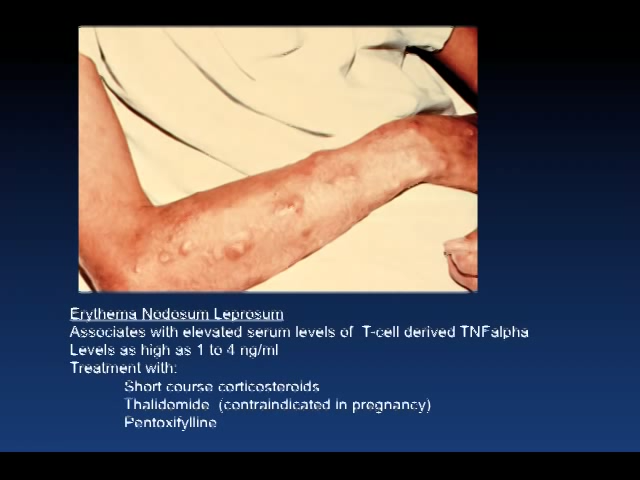 Erythema Nodosum Leprosum
Associates with elevated serum levels of T-cell derived TNFalpha
Levels as high as 1 to 4 ng/ml
Treatment with:
Short course corticosteroids
Thalidomide (contraindicated in pregnancy)
Pentoxifylline